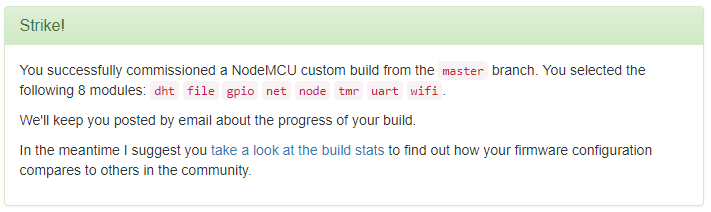 Strike!
You successfully commissioned a NodeMCU custom build from the master branch. You selected the
following 8 modules: dht file gpio net node tmr uart wifi.
We'll keep you posted by email about the progress of your build.
In the meantime I suggest you take a look at the build stats to find out how your firmware configuration
compares to others in the community.